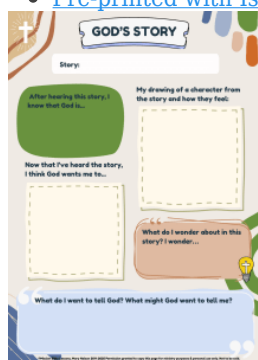 Pre-printed with Is
GOD'S STORY
Story:
After hearing this story, I
know that God is...
My drawing of a character from
the story and how they feel:
Now that I've heard the story,
I think God wants me to...
What do I wonder about in this
story? I wonder...
What do I want to tell God? What might God want to tell me?